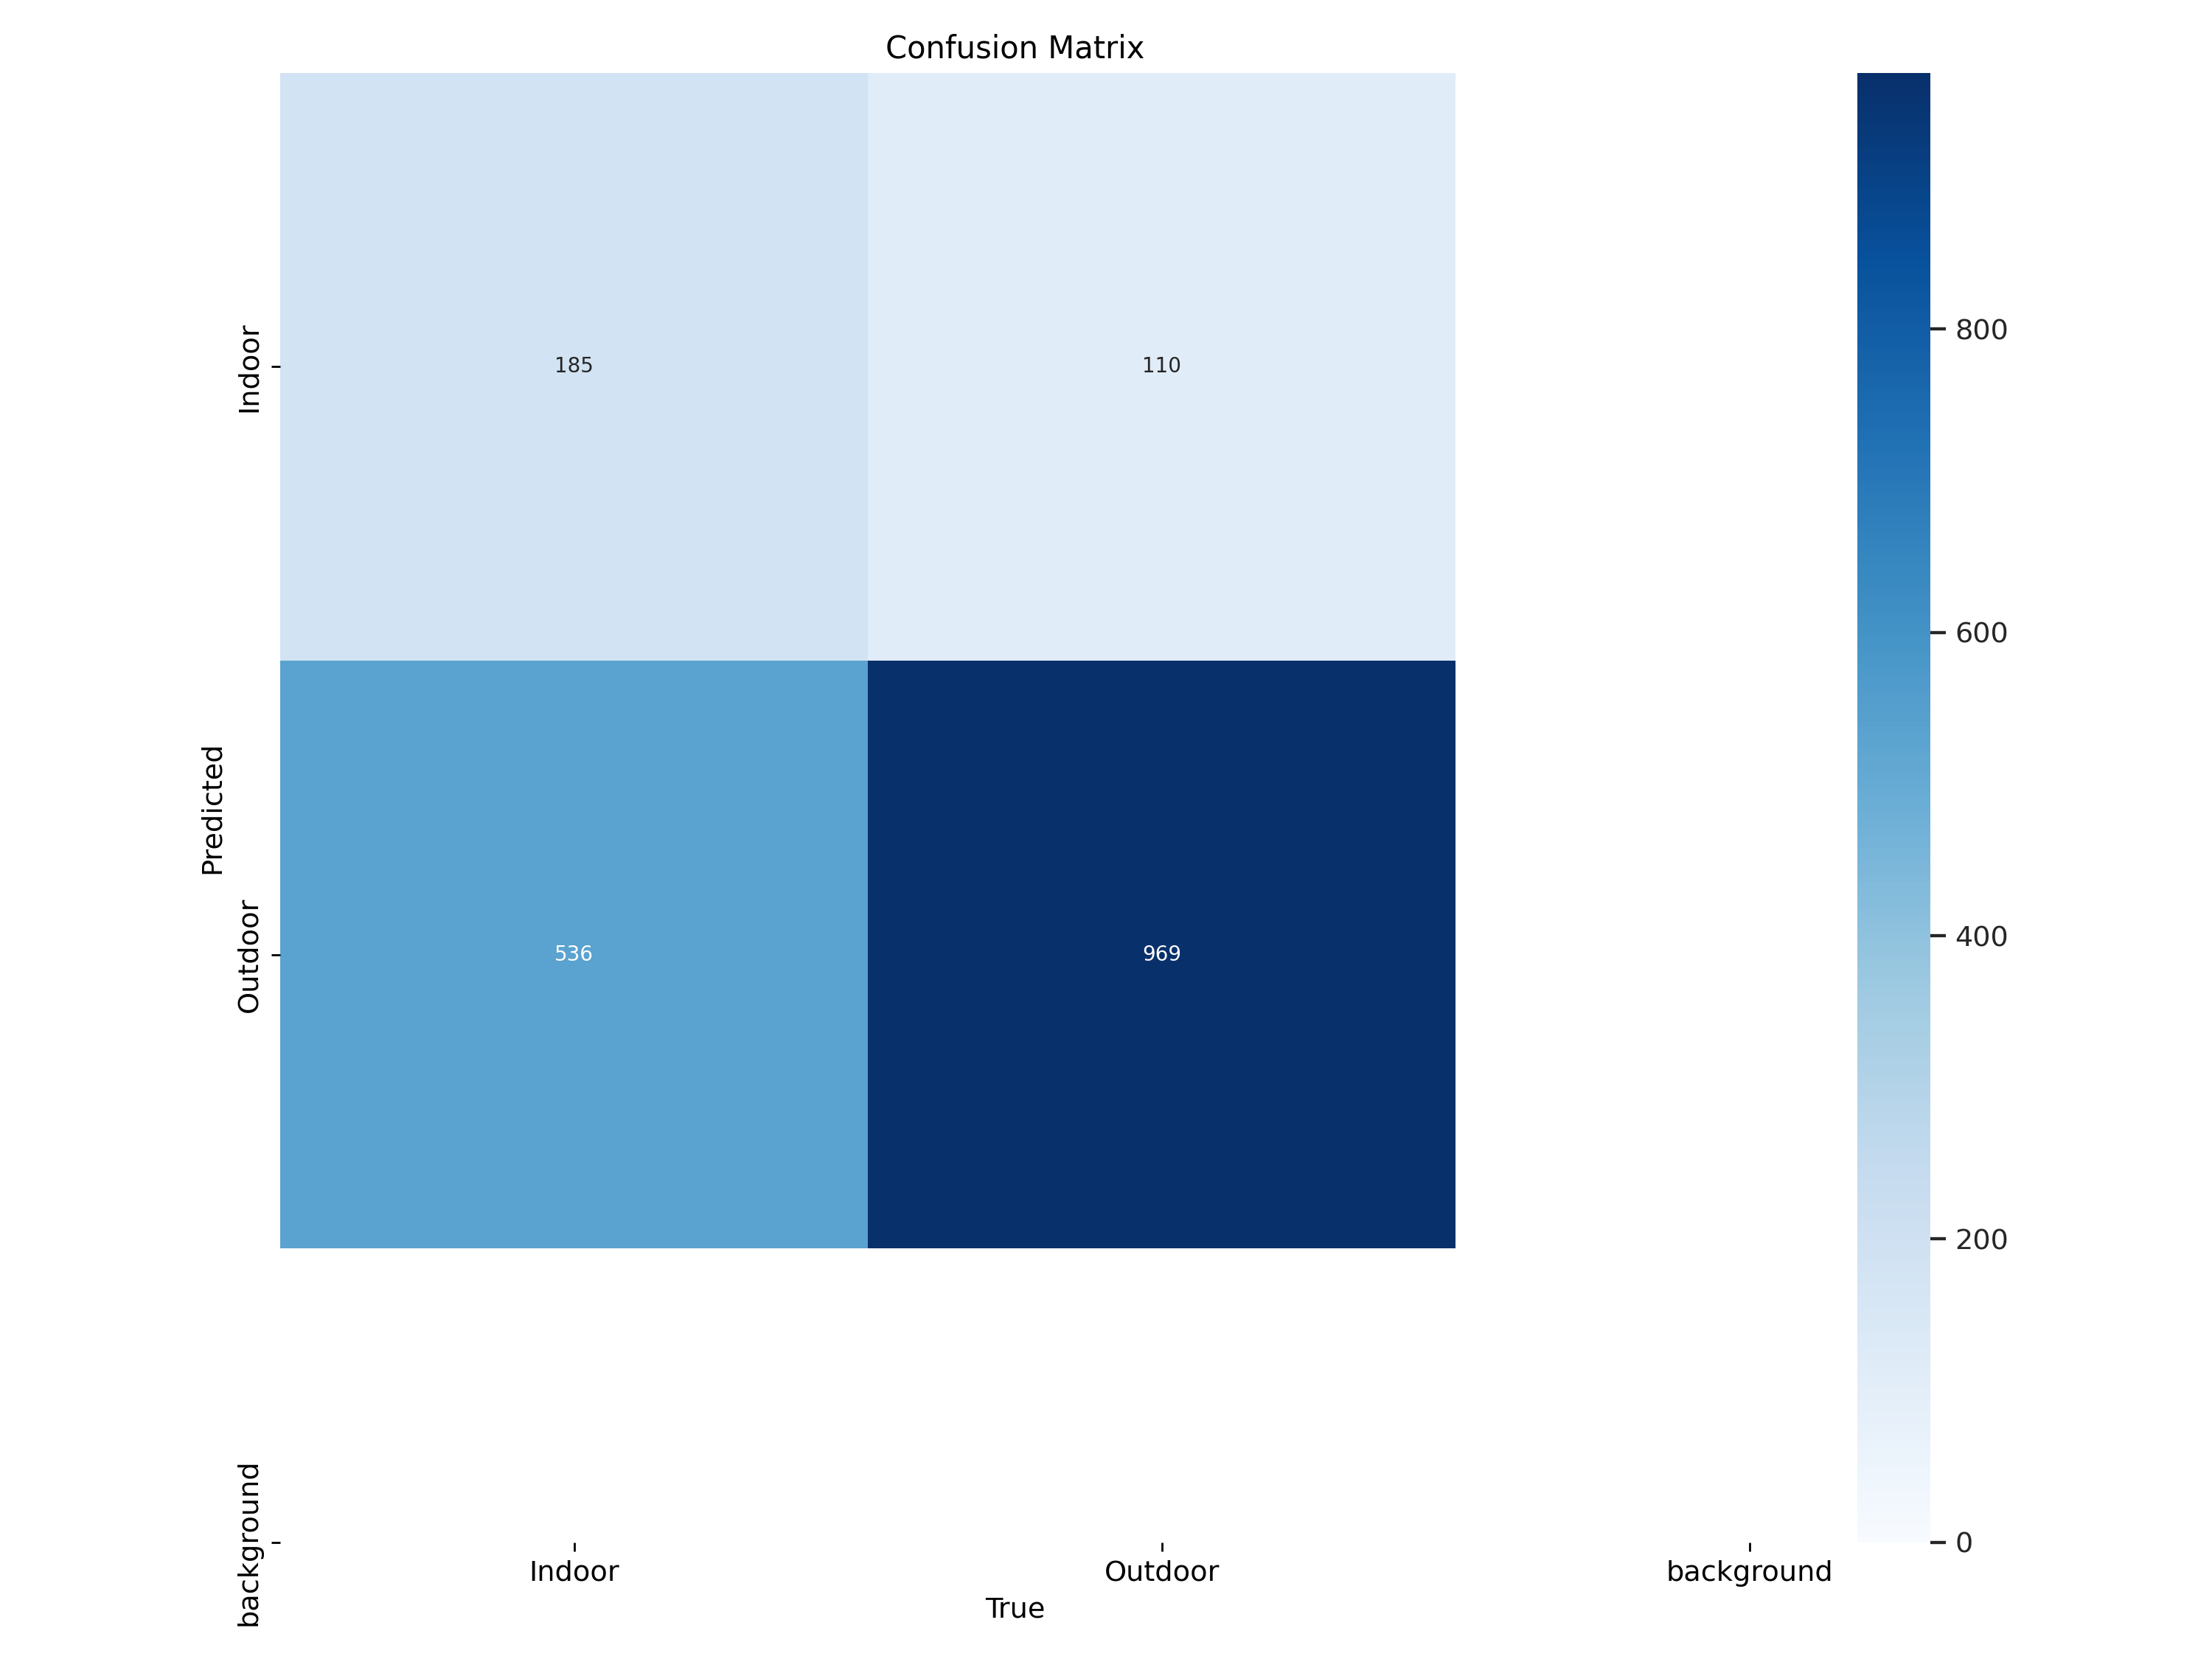 Confusion Matrix
Indoor
185
110
Predicted
Outdoor
536
969
background
Indoor
Outdoor
background
True
800
600
400
200
0